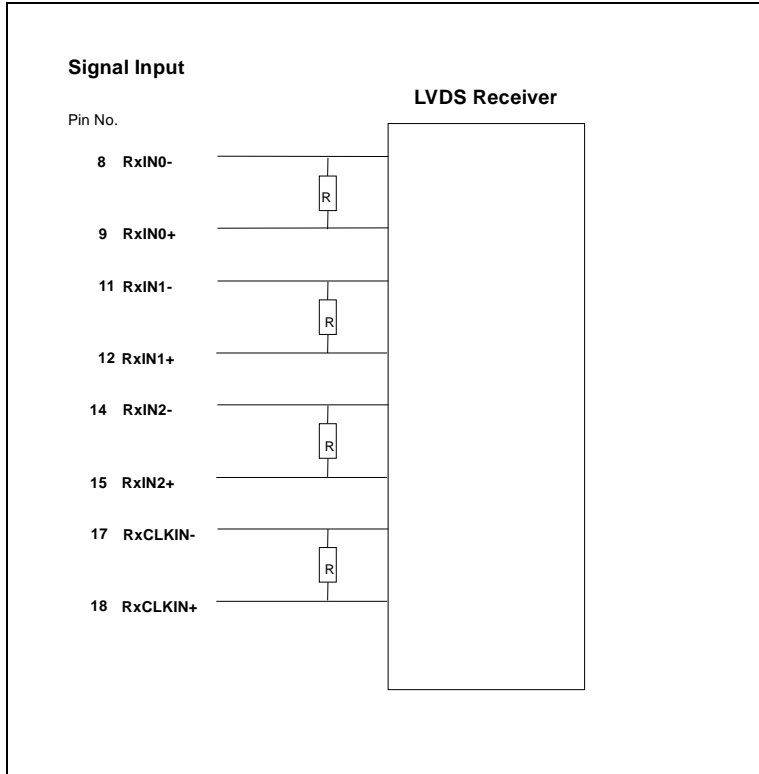 Signal Input
LVDS Receiver
Pin No.
8 RxIN0-
R
9 RxIN0+
11 RxIN1-
R
12 RxIN1+
14 RxIN2-
R
15 RxIN2+
17 RxCLKIN-
R
18 RxCLKIN+